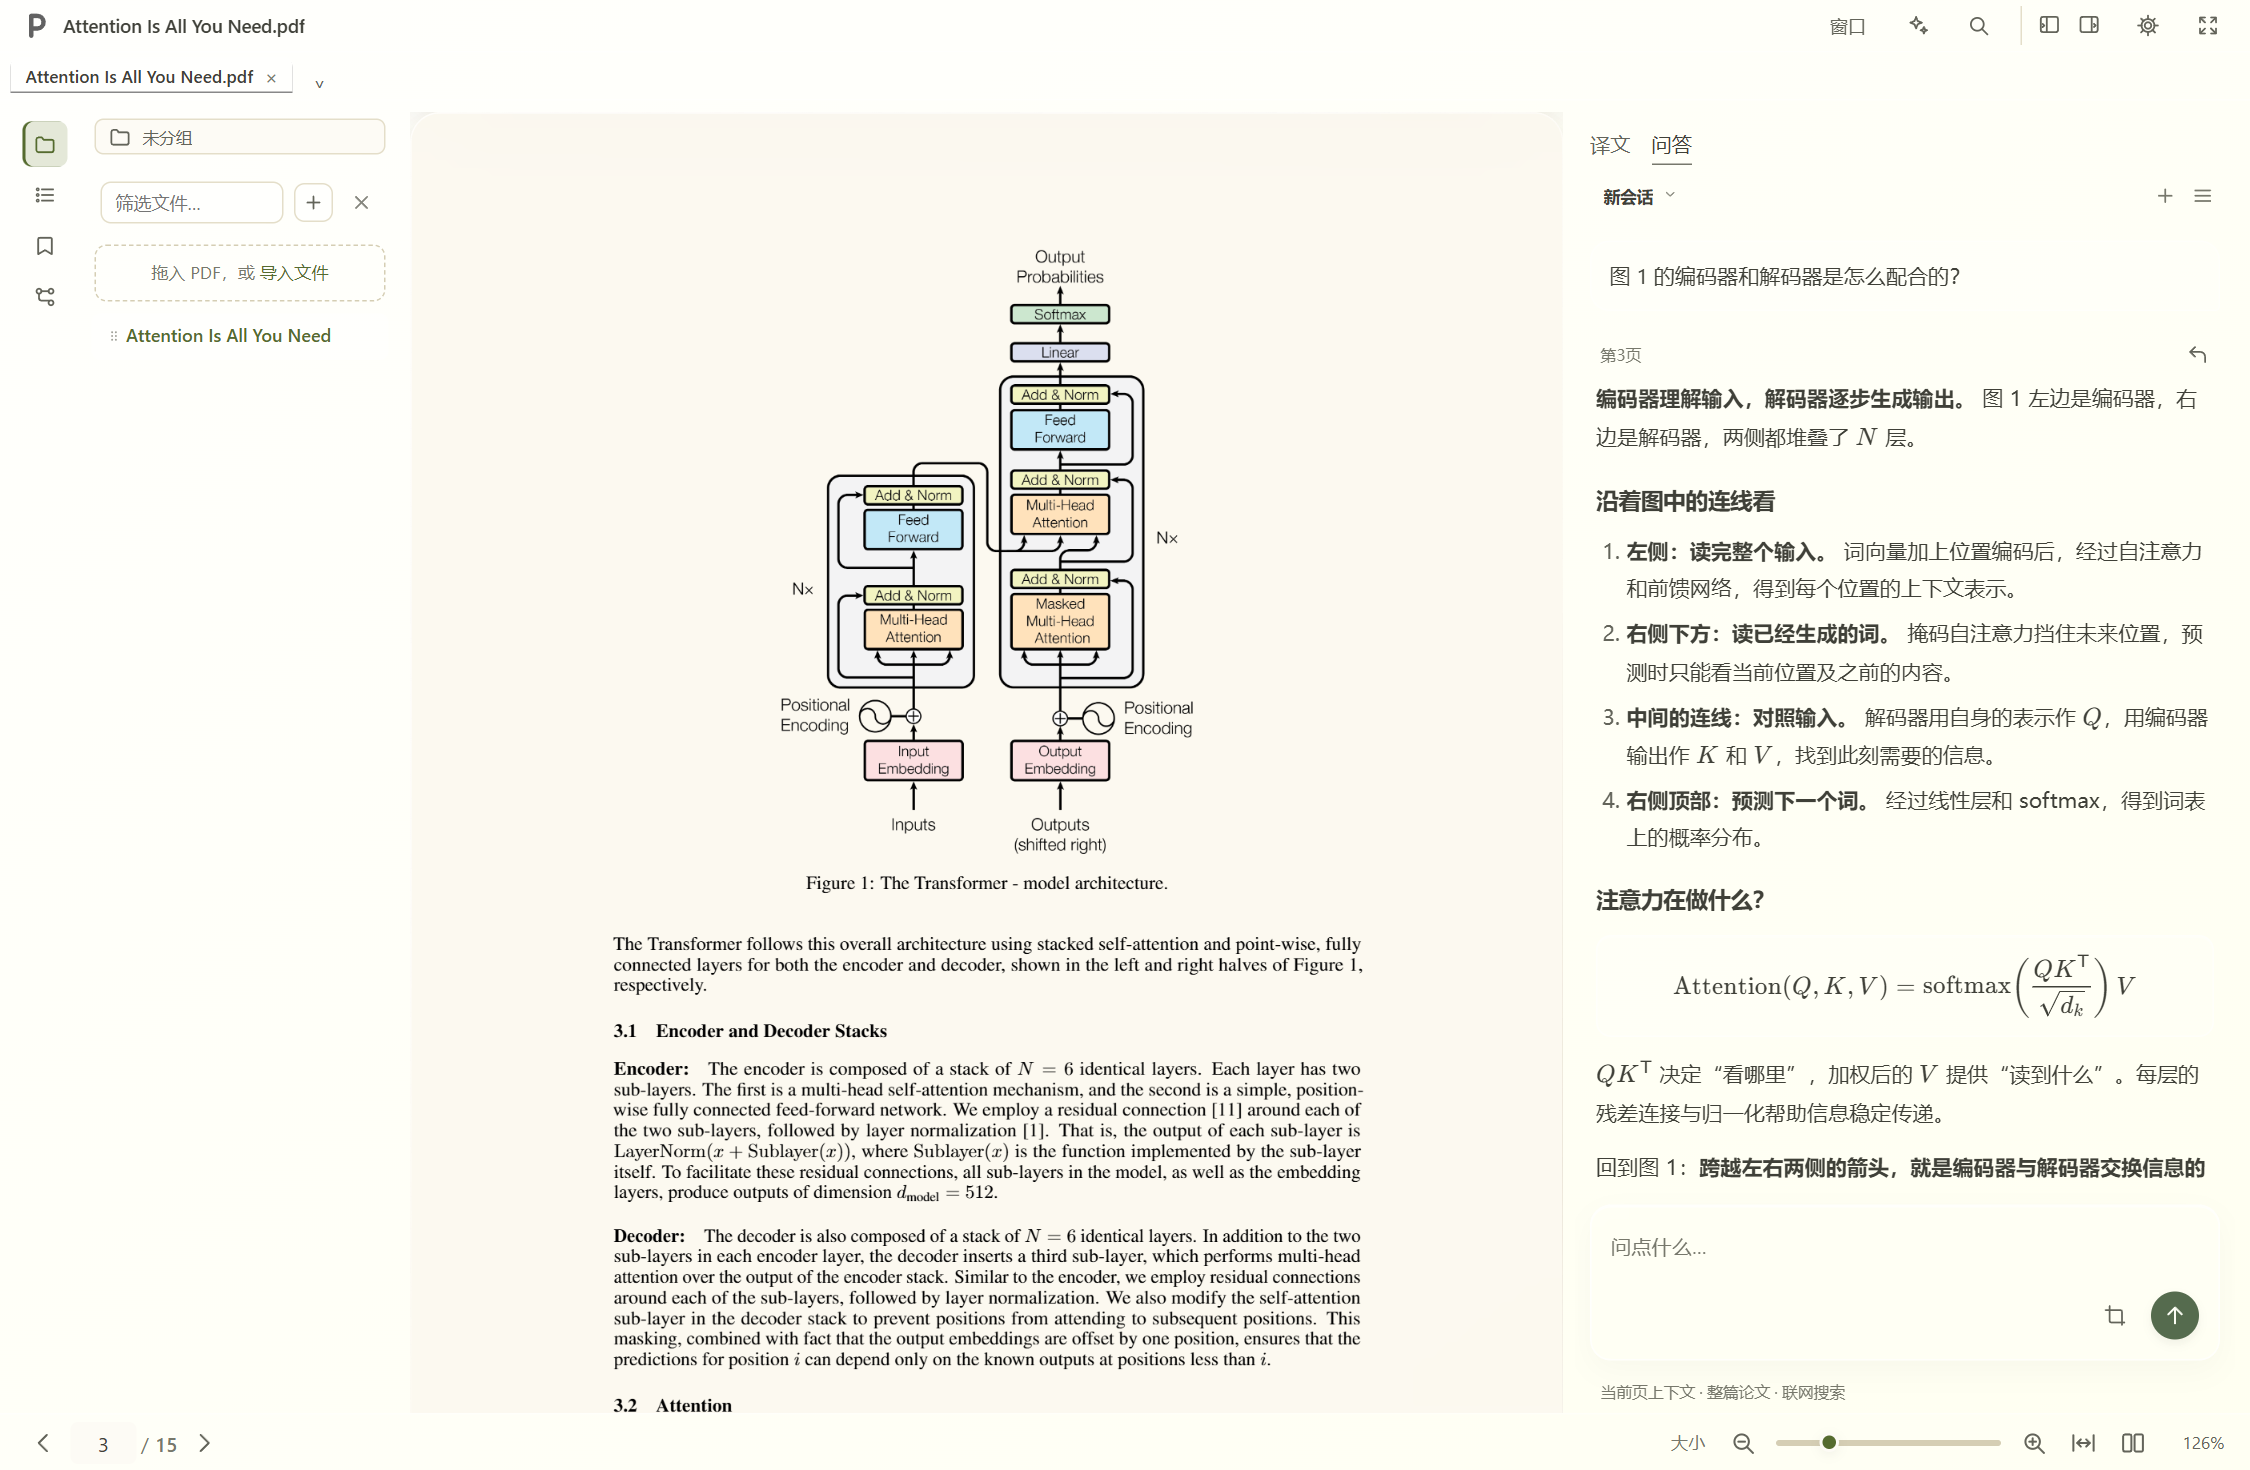 P Attention Is All You Need.pdf
窗口
Attention Is All You Need.pdf ×
未分组
筛选文件...
拖入 PDF，或 导入文件
Attention Is All You Need
Output
Probabilities
Softmax
Linear
Add & Norm
Feed
Forward
Add & Norm
Multi-Head
Attention
Nx
Add & Norm
Masked
Multi-Head
Attention
Add & Norm
Feed
Forward
Nx
Add & Norm
Multi-Head
Attention
Positional
Encoding
Positional
Encoding
Input
Embedding
Output
Embedding
Inputs
Outputs
(shifted right)
Figure 1: The Transformer - model architecture.
The Transformer follows this overall architecture using stacked self-attention and point-wise, fully
connected layers for both the encoder and decoder, shown in the left and right halves of Figure 1,
respectively.
3.1 Encoder and Decoder Stacks
Encoder: The encoder is composed of a stack of N = 6 identical layers. Each layer has two
sub-layers. The first is a multi-head self-attention mechanism, and the second is a simple, position-
wise fully connected feed-forward network. We employ a residual connection [11] around each of
the two sub-layers, followed by layer normalization [1]. That is, the output of each sub-layer is
LayerNorm(x + Sublayer(x)), where Sublayer(x) is the function implemented by the sub-layer
itself. To facilitate these residual connections, all sub-layers in the model, as well as the embedding
layers, produce outputs of dimension d_model = 512.
Decoder: The decoder is also composed of a stack of N = 6 identical layers. In addition to the two
sub-layers in each encoder layer, the decoder inserts a third sub-layer, which performs multi-head
attention over the output of the encoder stack. Similar to the encoder, we employ residual connections
around each of the sub-layers, followed by layer normalization. We also modify the self-attention
sub-layer in the decoder stack to prevent positions from attending to subsequent positions. This
masking, combined with fact that the output embeddings are offset by one position, ensures that the
predictions for position i can depend only on the known outputs at positions less than i.
3.2 Attention
译文 问答
新会话
图 1 的编码器和解码器是怎么配合的？
第3页
编码器理解输入，解码器逐步生成输出。 图 1 左边是编码器，右
边是解码器，两侧都堆叠了 N 层。
沿着图中的连线看
1. 左侧：读完整个输入。 词向量加上位置编码后，经过自注意力
和前馈网络，得到每个位置的上下文表示。
2. 右侧下方：读已经生成的词。 掩码自注意力挡住未来位置，预
测时只能看当前位置及之前的内容。
3. 中间的连线：对照输入。 解码器用自身的表示作 Q，用编码器
输出作 K 和 V，找到此刻需要的信息。
4. 右侧顶部：预测下一个词。 经过线性层和 softmax，得到词表
上的概率分布。
注意力在做什么？
Attention(Q, K, V) = softmax(QK⊤/√d_k) V
QK⊤ 决定“看哪里”，加权后的 V 提供“读到什么”。每层的
残差连接与归一化帮助信息稳定传递。
回到图 1：跨越左右两侧的箭头，就是编码器与解码器交换信息的
问点什么...
当前页上下文 · 整篇论文 · 联网搜索
3 / 15
大小
126%